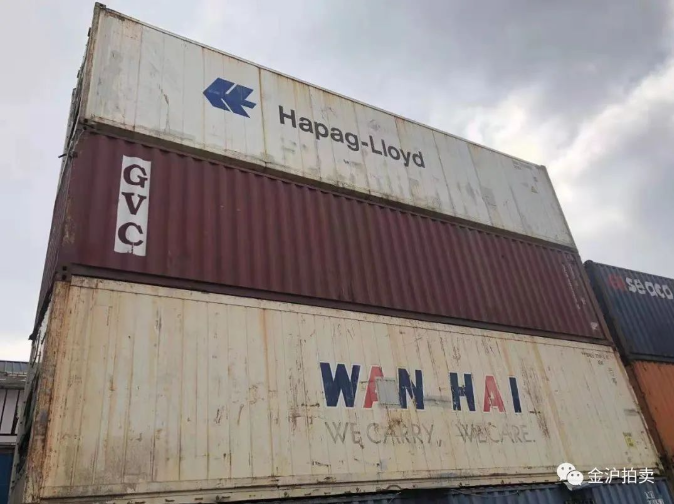 Hapag-Lloyd
GVC
WAN HAI
WE CARRY, WE CARE.
金沪拍卖